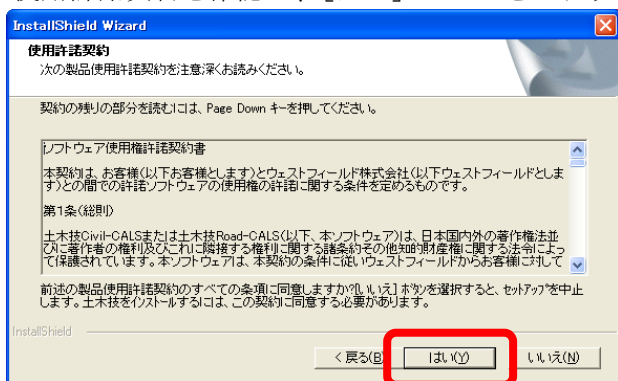 InstallShield Wizard
使用許諾契約
次の製品使用許諾契約を注意深くお読みください。
契約の残りの部分を読むには、Page Down キーを押してください。
ソフトウェア使用権許諾契約書
本契約は、お客様(以下お客様とします)とウェストフィールド株式会社(以下ウェストフィールドとしま
す)との間での許諾ソフトウェアの使用権の許諾に関する条件を定めるものです。
第1条(総則)
土木技Civil-CALSまたは土木技Road-CALS(以下、本ソフトウェア)は、日本国内外の著作権法並
びに著作者の権利及びこれに隣接する権利に関する諸条約その他知的財産権に関する法令によっ
て保護されています。本ソフトウェアは、本契約の条件に従いウェストフィールドからお客様に対して
前述の製品使用許諾契約のすべての条項に同意しますか?[いいえ] ボタンを選択すると、セットアップを中止
します。土木技をインストールするには、この契約に同意する必要があります。
InstallShield
< 戻る(B) はい(Y) いいえ(N)